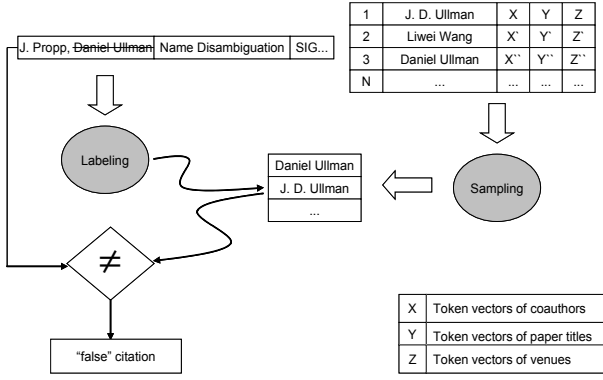 1 J. D. Ullman X Y Z
2 Liwei Wang X` Y` Z`
3 Daniel Ullman X`` Y`` Z``
N ... ... ... ...
J. Propp, Daniel Ullman Name Disambiguation SIG...
Labeling
Sampling
Daniel Ullman
J. D. Ullman
...
≠
"false" citation
X Token vectors of coauthors
Y Token vectors of paper titles
Z Token vectors of venues